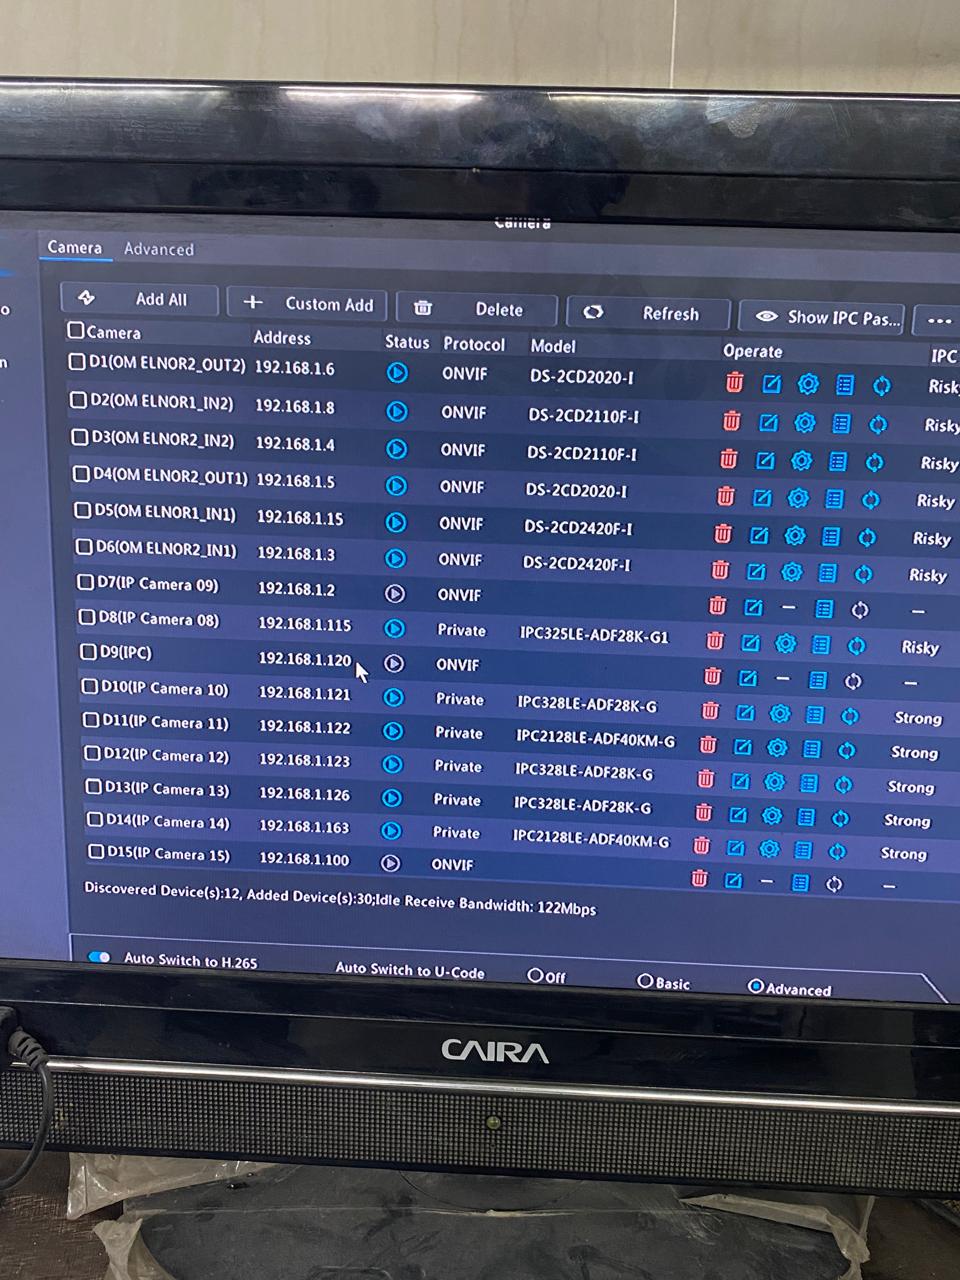 Camera
Camera Advanced
Add All Custom Add Delete Refresh Show IPC Pas... ...
Camera Address Status Protocol Model Operate IPC
D1(OM ELNOR2_OUT2) 192.168.1.6 ONVIF DS-2CD2020-I Risky
D2(OM ELNOR1_IN2) 192.168.1.8 ONVIF DS-2CD2110F-I Risky
D3(OM ELNOR2_IN2) 192.168.1.4 ONVIF DS-2CD2110F-I Risky
D4(OM ELNOR2_OUT1) 192.168.1.5 ONVIF DS-2CD2020-I Risky
D5(OM ELNOR1_IN1) 192.168.1.15 ONVIF DS-2CD2420F-I Risky
D6(OM ELNOR2_IN1) 192.168.1.3 ONVIF DS-2CD2420F-I Risky
D7(IP Camera 09) 192.168.1.2 ONVIF — —
D8(IP Camera 08) 192.168.1.115 Private IPC325LE-ADF28K-G1 Risky
D9(IPC) 192.168.1.120 ONVIF — —
D10(IP Camera 10) 192.168.1.121 Private IPC328LE-ADF28K-G Strong
D11(IP Camera 11) 192.168.1.122 Private IPC2128LE-ADF40KM-G Strong
D12(IP Camera 12) 192.168.1.123 Private IPC328LE-ADF28K-G Strong
D13(IP Camera 13) 192.168.1.126 Private IPC328LE-ADF28K-G Strong
D14(IP Camera 14) 192.168.1.163 Private IPC2128LE-ADF40KM-G Strong
D15(IP Camera 15) 192.168.1.100 ONVIF — —
Discovered Device(s):12, Added Device(s):30;Idle Receive Bandwidth: 122Mbps
Auto Switch to H.265 Auto Switch to U-Code Off Basic Advanced
CAIRA